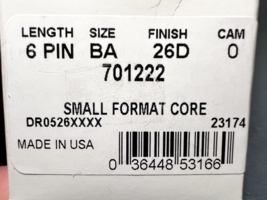 LENGTH SIZE FINISH CAM
6 PIN BA 26D 0
701222
SMALL FORMAT CORE
DR0526XXXX 23174
MADE IN USA
0 36448 53166